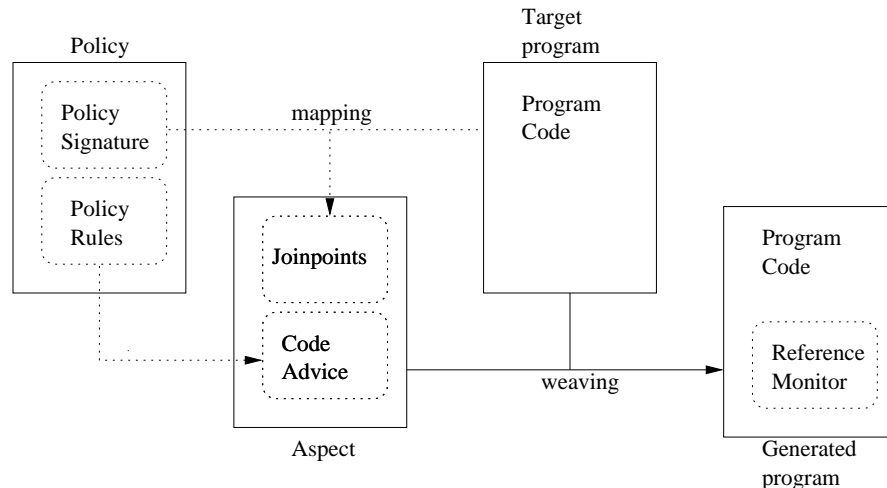 Policy
Policy
Signature
Policy
Rules
mapping
Target
program
Program
Code
Joinpoints
Code
Advice
Aspect
weaving
Program
Code
Reference
Monitor
Generated
program